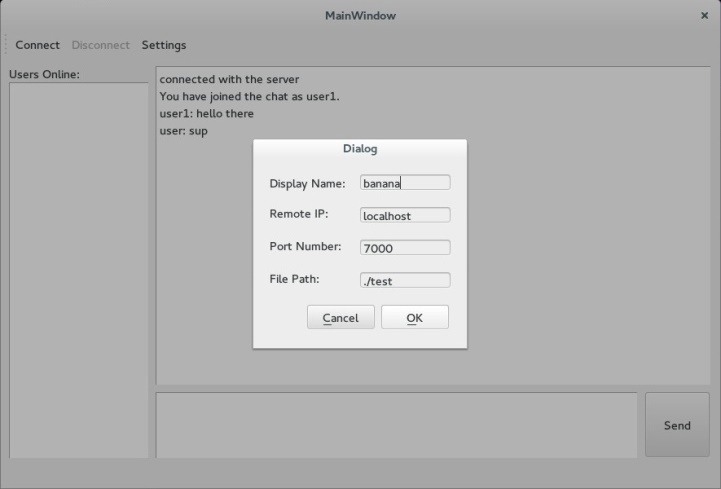 MainWindow ×
Connect Disconnect Settings
Users Online:
connected with the server
You have joined the chat as user1.
user1: hello there
user: sup
Dialog
Display Name: banana
Remote IP: localhost
Port Number: 7000
File Path: ./test
Cancel OK
Send